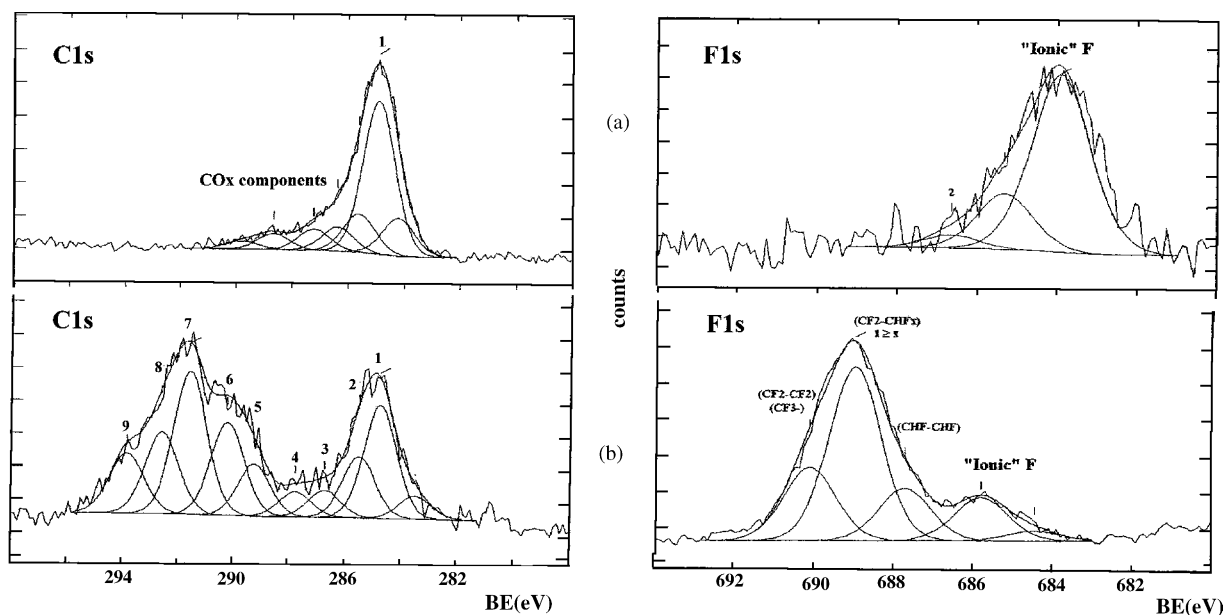 C1s
1
COx components
F1s
"Ionic" F
2
(a)
counts
C1s
7
8
9
6
5
4
3
2
1
294
290
286
282
BE(eV)
F1s
(CF2-CHFx)
1 ≥ x
(CF2-CF2)
(CF3-)
(CHF-CHF)
"Ionic" F
(b)
692
690
688
686
684
682
BE(eV)